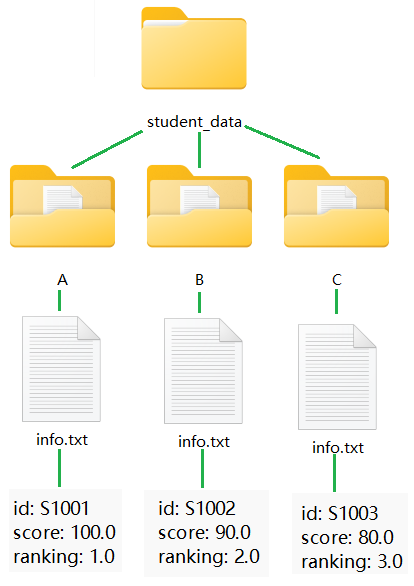 student_data
A
B
C
info.txt
info.txt
info.txt
id: S1001
score: 100.0
ranking: 1.0
id: S1002
score: 90.0
ranking: 2.0
id: S1003
score: 80.0
ranking: 3.0